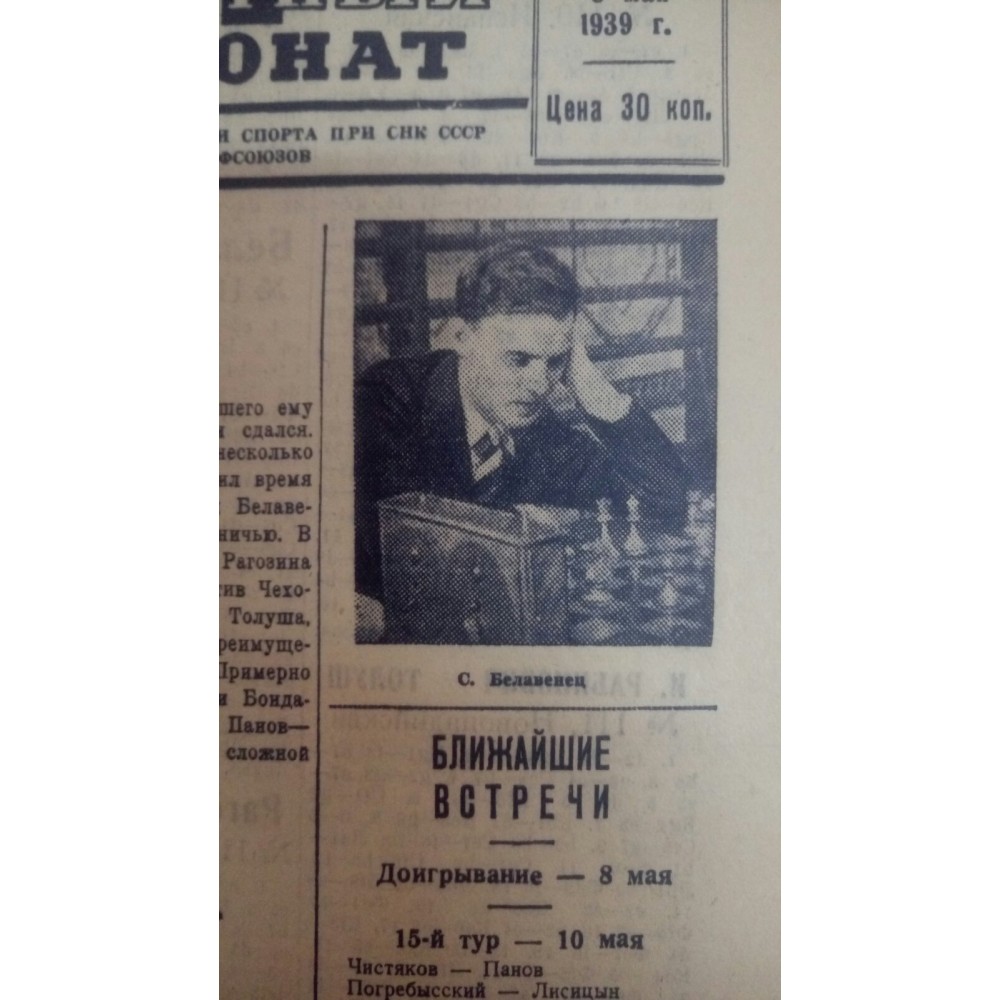 ОНАТ
1939 г.
Цена 30 коп.
СПОРТА ПРИ СНК СССР
ФСОЮЗОВ
шего ему
сдался.
несколько
ил время
Белаве-
ничью. В
Рагозина
тив Чехо-
Толуша,
реимуще-
Примерно
и Бонда-
Панов—
сложной
С. Белавенец
БЛИЖАЙШИЕ
ВСТРЕЧИ
Доигрывание — 8 мая
15-й тур — 10 мая
Чистяков — Панов
Погребысский — Лисицын